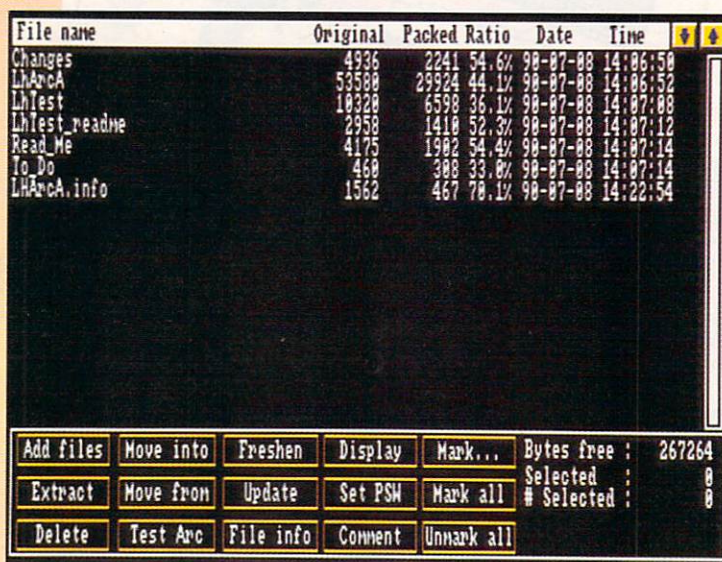 File name Original Packed Ratio Date Time
Changes 4936 2241 54.6% 90-07-08 14:06:50
LhArcA 53580 29924 44.1% 90-07-08 14:06:52
LhTest 10320 6598 36.1% 90-07-08 14:07:08
LhTest_readme 2958 1410 52.3% 90-07-08 14:07:12
Read_Me 4175 1902 54.4% 90-07-08 14:07:14
To_Do 460 308 33.0% 90-07-08 14:07:14
LHArcA.info 1562 467 70.1% 90-07-08 14:22:54
Add files Move into Freshen Display Mark... Bytes free : 267264
Extract Move from Update Set PSW Mark all Selected : 0
# Selected : 0
Delete Test Arc File info Comment Unmark all